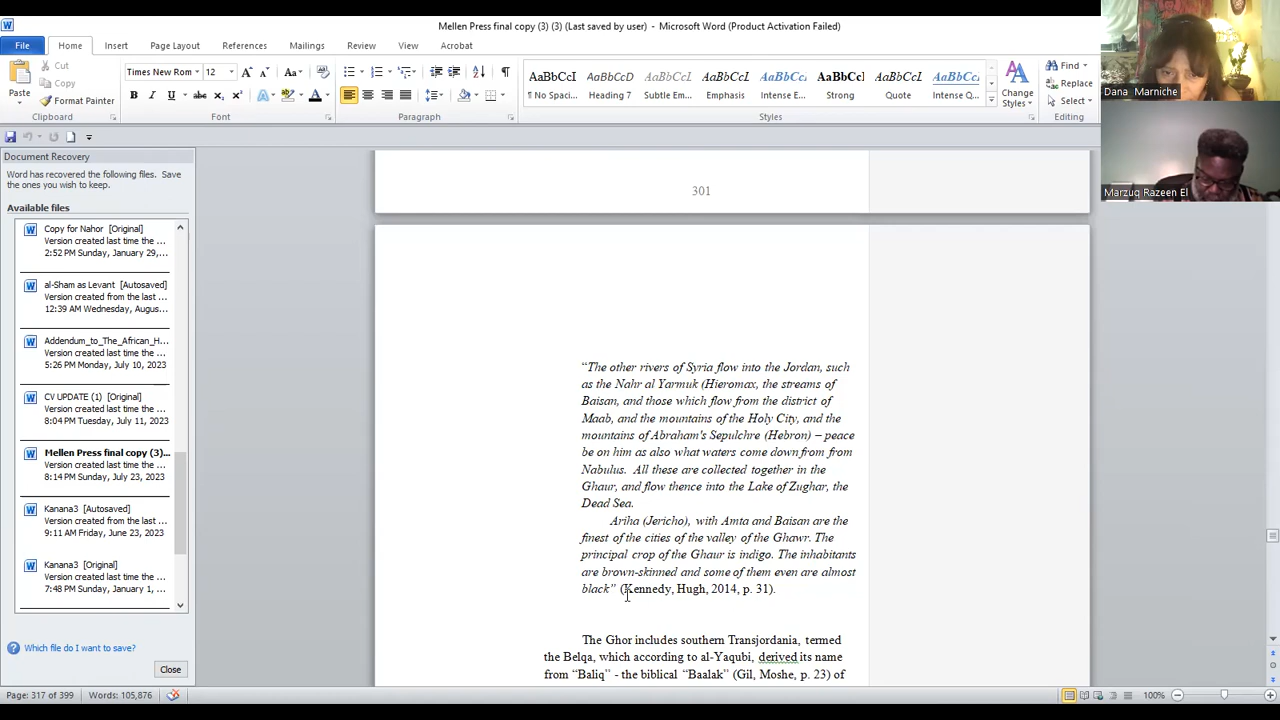 Mellen Press final copy (3) (3) (Last saved by user) - Microsoft Word (Product Activation Failed)
File Home Insert Page Layout References Mailings Review View Acrobat
Cut
Copy
Format Painter
Paste
Clipboard
Times New Rom 12
Font
Paragraph
AaBbCcI AaBbCcD AaBbCcL AaBbCcL AaBbCc AaBbCcI AaBbCcL AaBbCc
¶ No Spaci... Heading 7 Subtle Em... Emphasis Intense E... Strong Quote Intense Q...
Styles
Change Styles
Find
Replace
Select
Editing
Dana Marniche
Marzuq Razeen El
Document Recovery
Word has recovered the following files. Save
the ones you wish to keep.
Available files
Copy for Nahor [Original]
Version created last time the ...
2:52 PM Sunday, January 29,...
al-Sham as Levant [Autosaved]
Version created from the last ...
12:39 AM Wednesday, Augus...
Addendum_to_The_African_H...
Version created from the last ...
5:26 PM Monday, July 10, 2023
CV UPDATE (1) [Original]
Version created last time the ...
8:04 PM Tuesday, July 11, 2023
Mellen Press final copy (3)...
Version created last time the ...
8:14 PM Sunday, July 23, 2023
Kanana3 [Autosaved]
Version created from the last ...
9:11 AM Friday, June 23, 2023
Kanana3 [Original]
Version created last time the ...
7:48 PM Sunday, January 1, ...
Which file do I want to save?
Close
301
“The other rivers of Syria flow into the Jordan, such
as the Nahr al Yarmuk (Hieromax, the streams of
Baisan, and those which flow from the district of
Maab, and the mountains of the Holy City, and the
mountains of Abraham's Sepulchre (Hebron) – peace
be on him as also what waters come down from from
Nabulus. All these are collected together in the
Ghaur, and flow thence into the Lake of Zughar, the
Dead Sea.
Ariha (Jericho), with Amta and Baisan are the
finest of the cities of the valley of the Ghawr. The
principal crop of the Ghaur is indigo. The inhabitants
are brown-skinned and some of them even are almost
black” (Kennedy, Hugh, 2014, p. 31).
The Ghor includes southern Transjordania, termed
the Belqa, which according to al-Yaqubi, derived its name
from “Baliq” - the biblical “Baalak” (Gil, Moshe, p. 23) of
Page: 317 of 399 Words: 105,876
100%